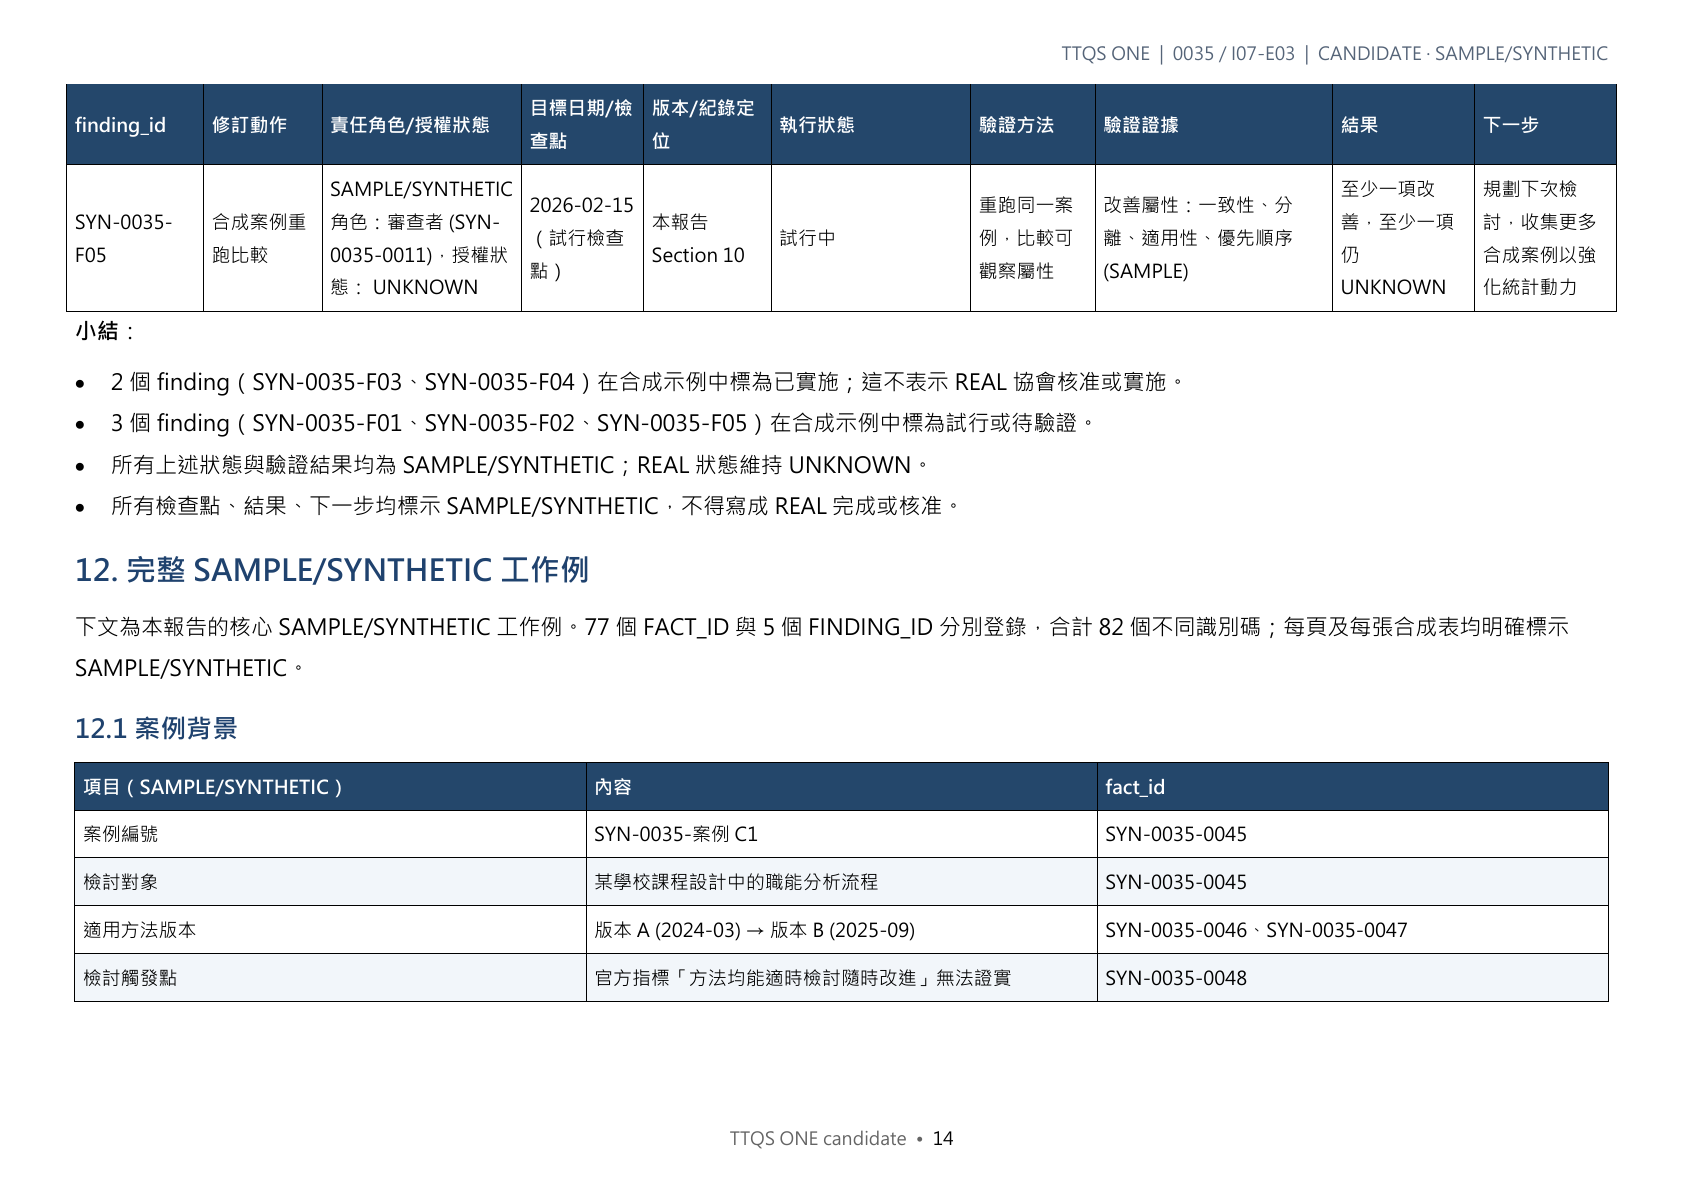 TTQS ONE | 0035 / I07-E03 | CANDIDATE · SAMPLE/SYNTHETIC
finding_id
修訂動作
責任角色/授權狀態
目標日期/檢
查點
版本/紀錄定
位
執行狀態
驗證方法
驗證證據
結果
下一步
SYN-0035-
F05
合成案例重
跑比較
SAMPLE/SYNTHETIC
角色：審查者 (SYN-
0035-0011)，授權狀
態： UNKNOWN
2026-02-15
（試行檢查
點）
本報告
Section 10
試行中
重跑同一案
例，比較可
觀察屬性
改善屬性：一致性、分
離、適用性、優先順序
(SAMPLE)
至少一項改
善，至少一項
仍
UNKNOWN
規劃下次檢
討，收集更多
合成案例以強
化統計動力
小結：
• 2 個 finding（SYN-0035-F03、SYN-0035-F04）在合成示例中標為已實施；這不表示 REAL 協會核准或實施。
• 3 個 finding（SYN-0035-F01、SYN-0035-F02、SYN-0035-F05）在合成示例中標為試行或待驗證。
• 所有上述狀態與驗證結果均為 SAMPLE/SYNTHETIC；REAL 狀態維持 UNKNOWN。
• 所有檢查點、結果、下一步均標示 SAMPLE/SYNTHETIC，不得寫成 REAL 完成或核准。
12. 完整 SAMPLE/SYNTHETIC 工作例
下文為本報告的核心 SAMPLE/SYNTHETIC 工作例。77 個 FACT_ID 與 5 個 FINDING_ID 分別登錄，合計 82 個不同識別碼；每頁及每張合成表均明確標示
SAMPLE/SYNTHETIC。
12.1 案例背景
項目（SAMPLE/SYNTHETIC） 內容 fact_id
案例編號 SYN-0035-案例 C1 SYN-0035-0045
檢討對象 某學校課程設計中的職能分析流程 SYN-0035-0045
適用方法版本 版本 A (2024-03) → 版本 B (2025-09) SYN-0035-0046、SYN-0035-0047
檢討觸發點 官方指標「方法均能適時檢討隨時改進」無法證實 SYN-0035-0048
TTQS ONE candidate • 14